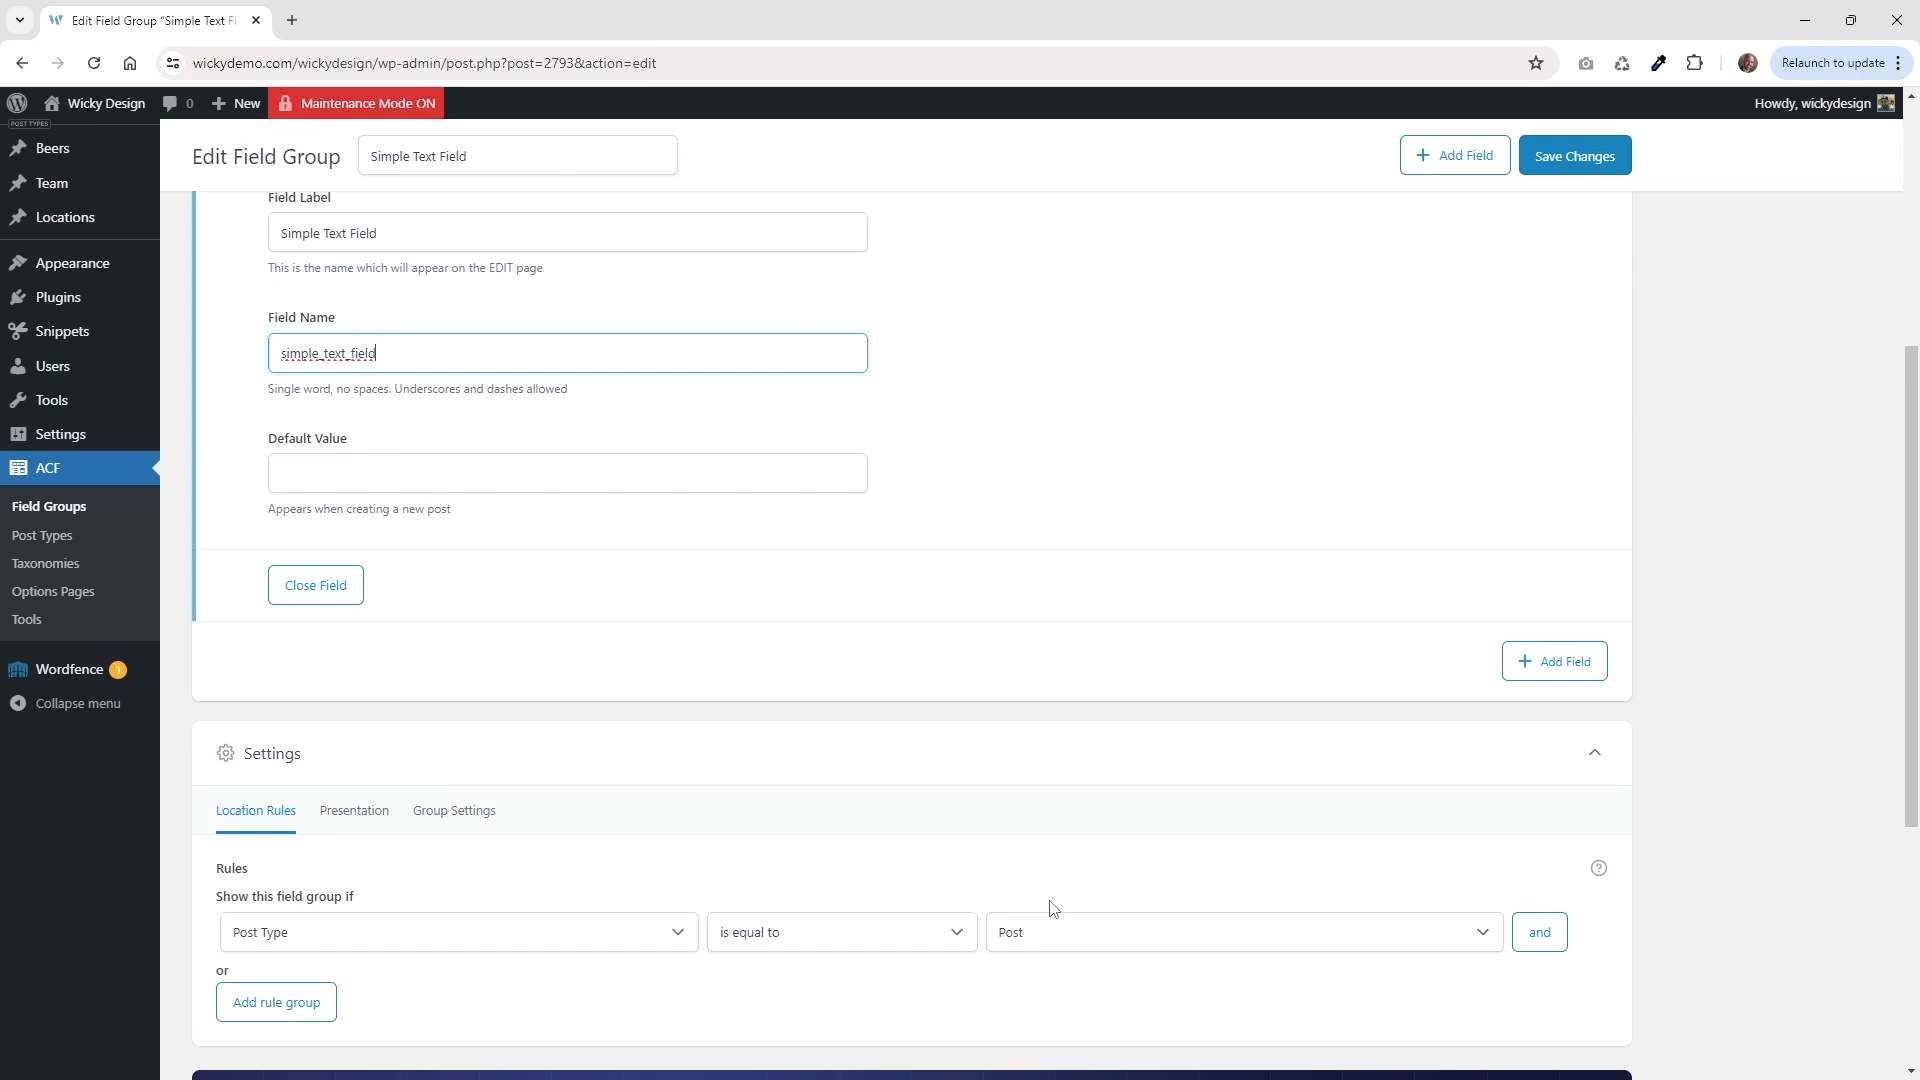 Edit Field Group "Simple Text Fi
wickydemo.com/wickydesign/wp-admin/post.php?post=2793&action=edit
Relaunch to update
Wicky Design
0
New
Maintenance Mode ON
Howdy, wickydesign
POST TYPES
Beers
Team
Locations
Appearance
Plugins
Snippets
Users
Tools
Settings
ACF
Field Groups
Post Types
Taxonomies
Options Pages
Tools
Wordfence 1
Collapse menu
Edit Field Group
Simple Text Field
Add Field
Save Changes
Field Label
Simple Text Field
This is the name which will appear on the EDIT page
Field Name
simple_text_field
Single word, no spaces. Underscores and dashes allowed
Default Value
Appears when creating a new post
Close Field
Add Field
Settings
Location Rules
Presentation
Group Settings
Rules
Show this field group if
Post Type
is equal to
Post
and
or
Add rule group